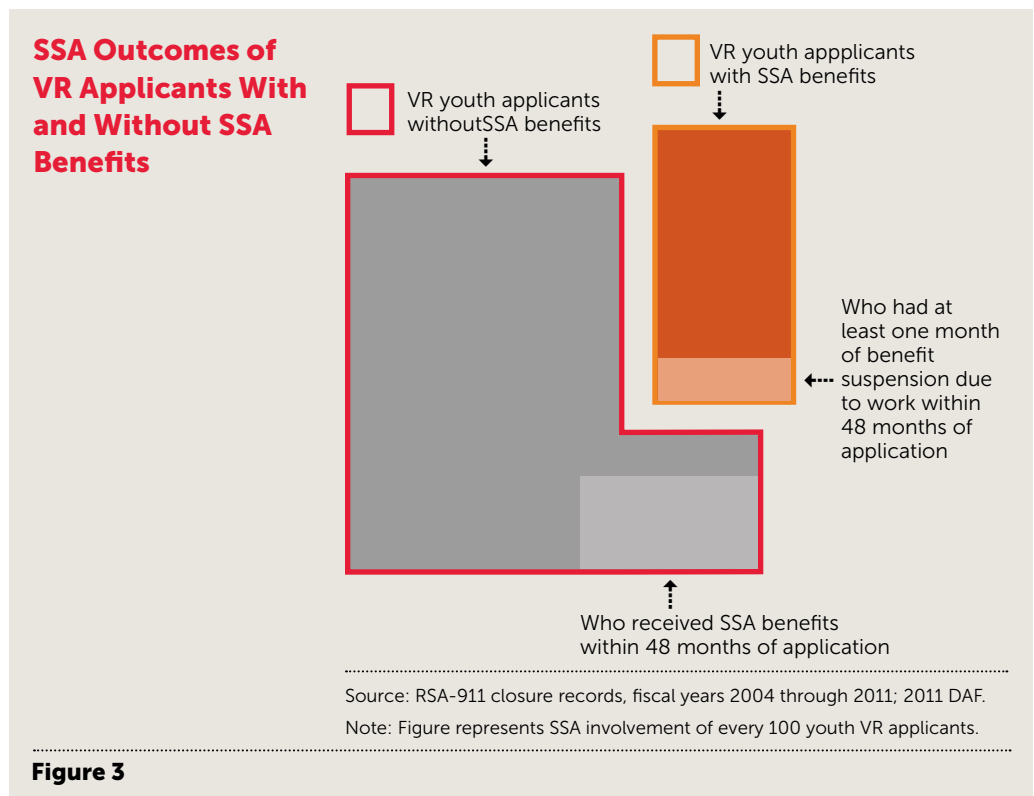 SSA Outcomes of
VR Applicants With
and Without SSA
Benefits
VR youth applicants
withoutSSA benefits
VR youth appplicants
with SSA benefits
Who had at
least one month
of benefit
suspension due
to work within
48 months of
application
Who received SSA benefits
within 48 months of application
Source: RSA-911 closure records, fiscal years 2004 through 2011; 2011 DAF.
Note: Figure represents SSA involvement of every 100 youth VR applicants.
Figure 3